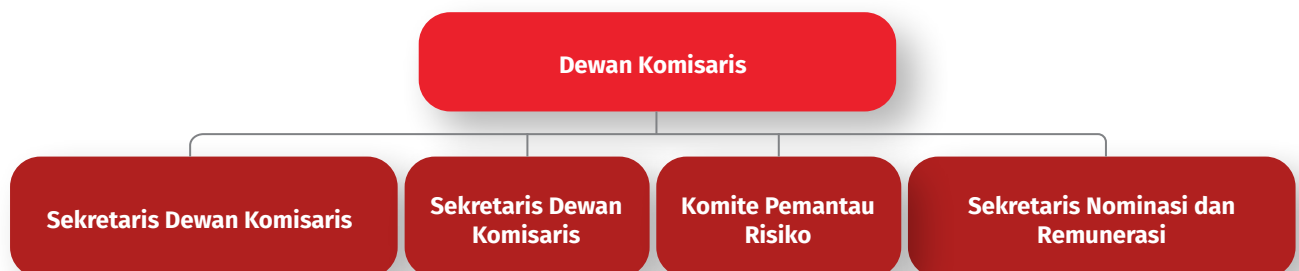 Dewan Komisaris
Sekretaris Dewan Komisaris
Sekretaris Dewan
Komisaris
Komite Pemantau
Risiko
Sekretaris Nominasi dan
Remunerasi